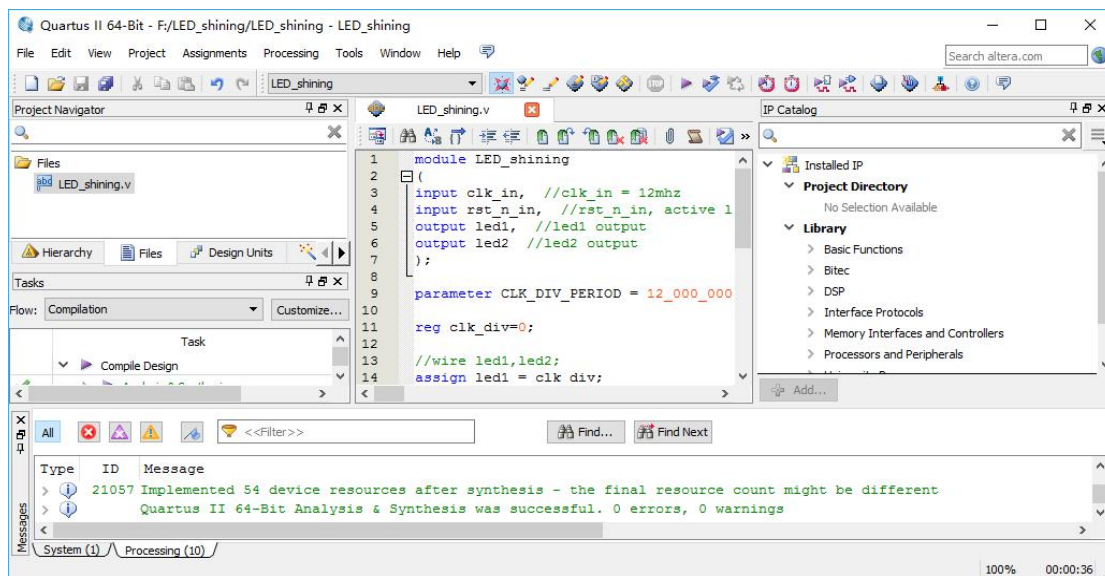 Quartus II 64-Bit - F:/LED_shining/LED_shining - LED_shining
File Edit View Project Assignments Processing Tools Window Help
Search altera.com
LED_shining
Project Navigator
Files
LED_shining.v
Hierarchy Files Design Units
Tasks
Flow: Compilation Customize...
Task
Compile Design
LED_shining.v
1 module LED_shining
2 (
3 input clk_in, //clk_in = 12mhz
4 input rst_n_in, //rst_n_in, active l
5 output led1, //led1 output
6 output led2 //led2 output
7 );
8
9 parameter CLK_DIV_PERIOD = 12_000_000
10
11 reg clk_div=0;
12
13 //wire led1,led2;
14 assign led1 = clk_div;
IP Catalog
Installed IP
Project Directory
No Selection Available
Library
Basic Functions
Bitec
DSP
Interface Protocols
Memory Interfaces and Controllers
Processors and Peripherals
Add...
All <<Filter>> Find... Find Next
Type ID Message
21057 Implemented 54 device resources after synthesis - the final resource count might be different
Quartus II 64-Bit Analysis & Synthesis was successful. 0 errors, 0 warnings
Messages
System (1) Processing (10)
100% 00:00:36